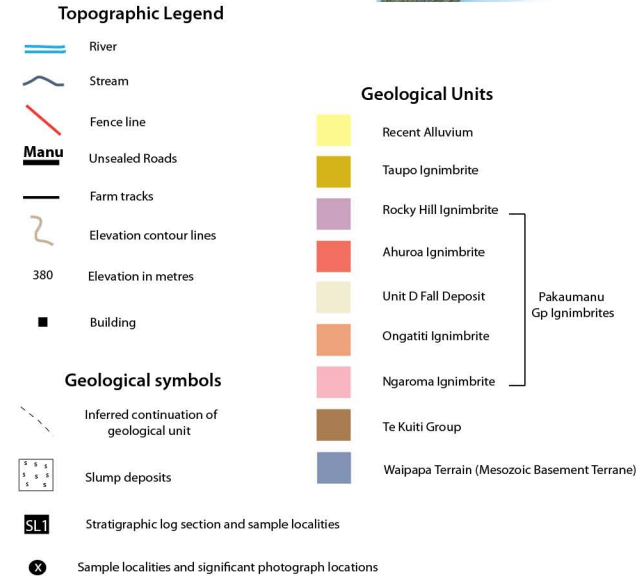 Topographic Legend
River
Stream
Fence line
Manu
Unsealed Roads
Farm tracks
Elevation contour lines
380
Elevation in metres
Building
Geological symbols
Inferred continuation of
geological unit
s s s
s s s
s s
Slump deposits
SL1
Stratigraphic log section and sample localities
X
Sample localities and significant photograph locations
Geological Units
Recent Alluvium
Taupo Ignimbrite
Rocky Hill Ignimbrite
Ahuroa Ignimbrite
Unit D Fall Deposit
Ongatiti Ignimbrite
Ngaroma Ignimbrite
Pakaumanu
Gp Ignimbrites
Te Kuiti Group
Waipapa Terrain (Mesozoic Basement Terrane)